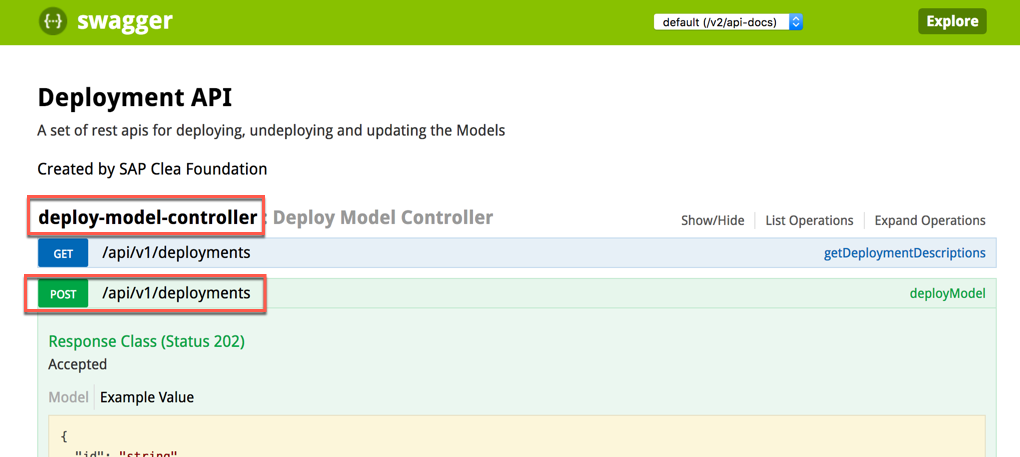 {···} swagger default (/v2/api-docs) Explore
Deployment API
A set of rest apis for deploying, undeploying and updating the Models
Created by SAP Clea Foundation
deploy-model-controller : Deploy Model Controller Show/Hide List Operations Expand Operations
GET /api/v1/deployments getDeploymentDescriptions
POST /api/v1/deployments deployModel
Response Class (Status 202)
Accepted
Model Example Value
{
"id": "string"